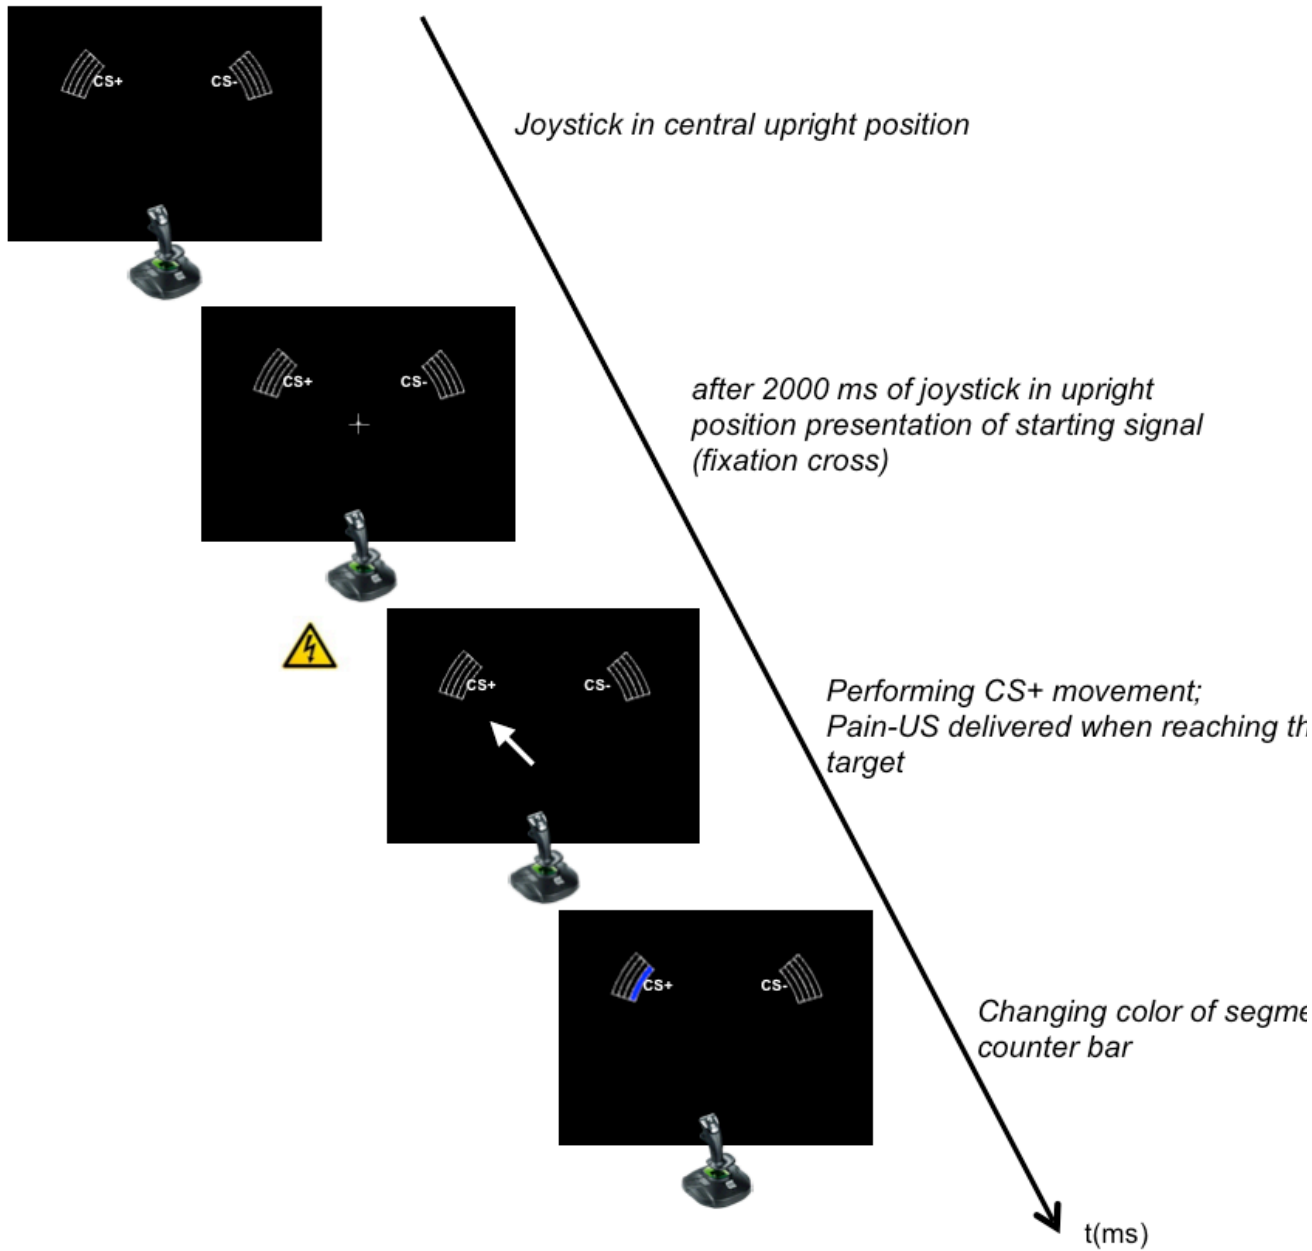 CS+ CS-
Joystick in central upright position
CS+ CS-
after 2000 ms of joystick in upright
position presentation of starting signal
(fixation cross)
CS+ CS-
Performing CS+ movement;
Pain-US delivered when reaching th
target
CS+ CS-
Changing color of segme
counter bar
t(ms)